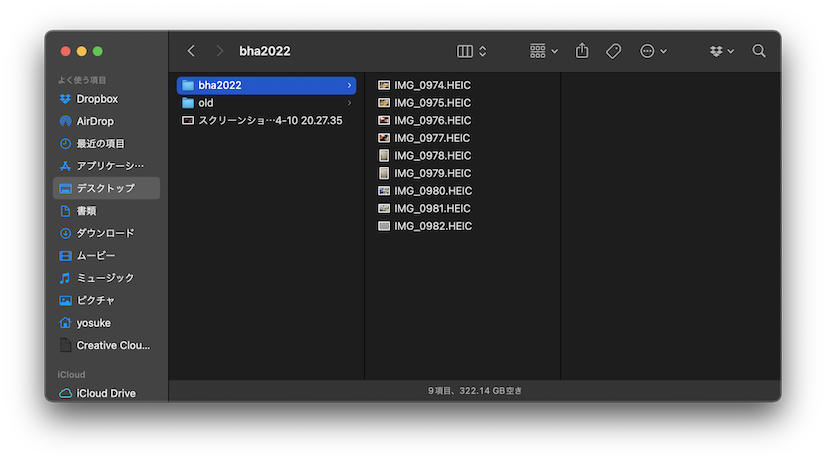 bha2022
よく使う項目
Dropbox
AirDrop
最近の項目
アプリケーシ…
デスクトップ
書類
ダウンロード
ムービー
ミュージック
ピクチャ
yosuke
Creative Clou...
iCloud
iCloud Drive
bha2022
old
スクリーンショ…4-10 20.27.35
IMG_0974.HEIC
IMG_0975.HEIC
IMG_0976.HEIC
IMG_0977.HEIC
IMG_0978.HEIC
IMG_0979.HEIC
IMG_0980.HEIC
IMG_0981.HEIC
IMG_0982.HEIC
9項目、322.14 GB空き